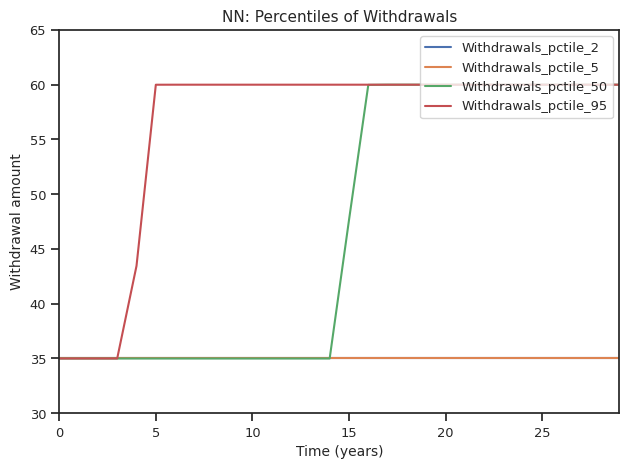 NN: Percentiles of Withdrawals
65
60
55
50
45
40
35
30
Withdrawal amount
Withdrawals_pctile_2
Withdrawals_pctile_5
Withdrawals_pctile_50
Withdrawals_pctile_95
0 5 10 15 20 25
Time (years)